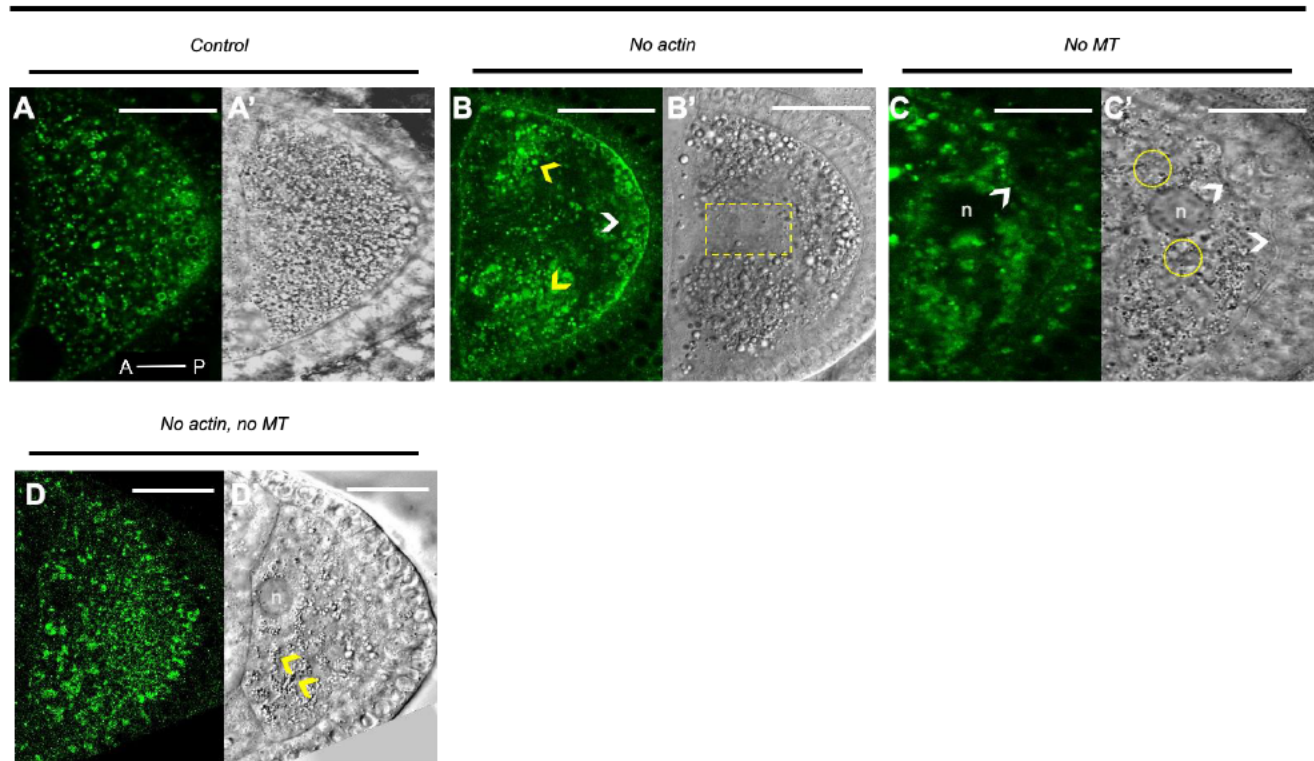 Control
No actin
No MT
A
A'
B
B'
C
C'
n
n
A — P
No actin, no MT
D
D'
n